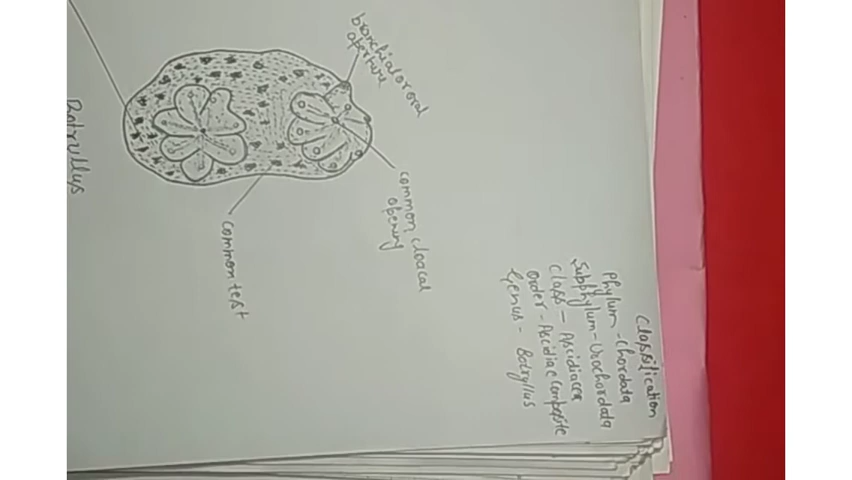 Classification
Phylum - Chordata
Subphylum - Urochordata
Class - Ascidiacea
Order - Ascidiae compositae
Genus - Botryllus
branchial or oral
aperture
common cloacal
opening
common test
Botryllus